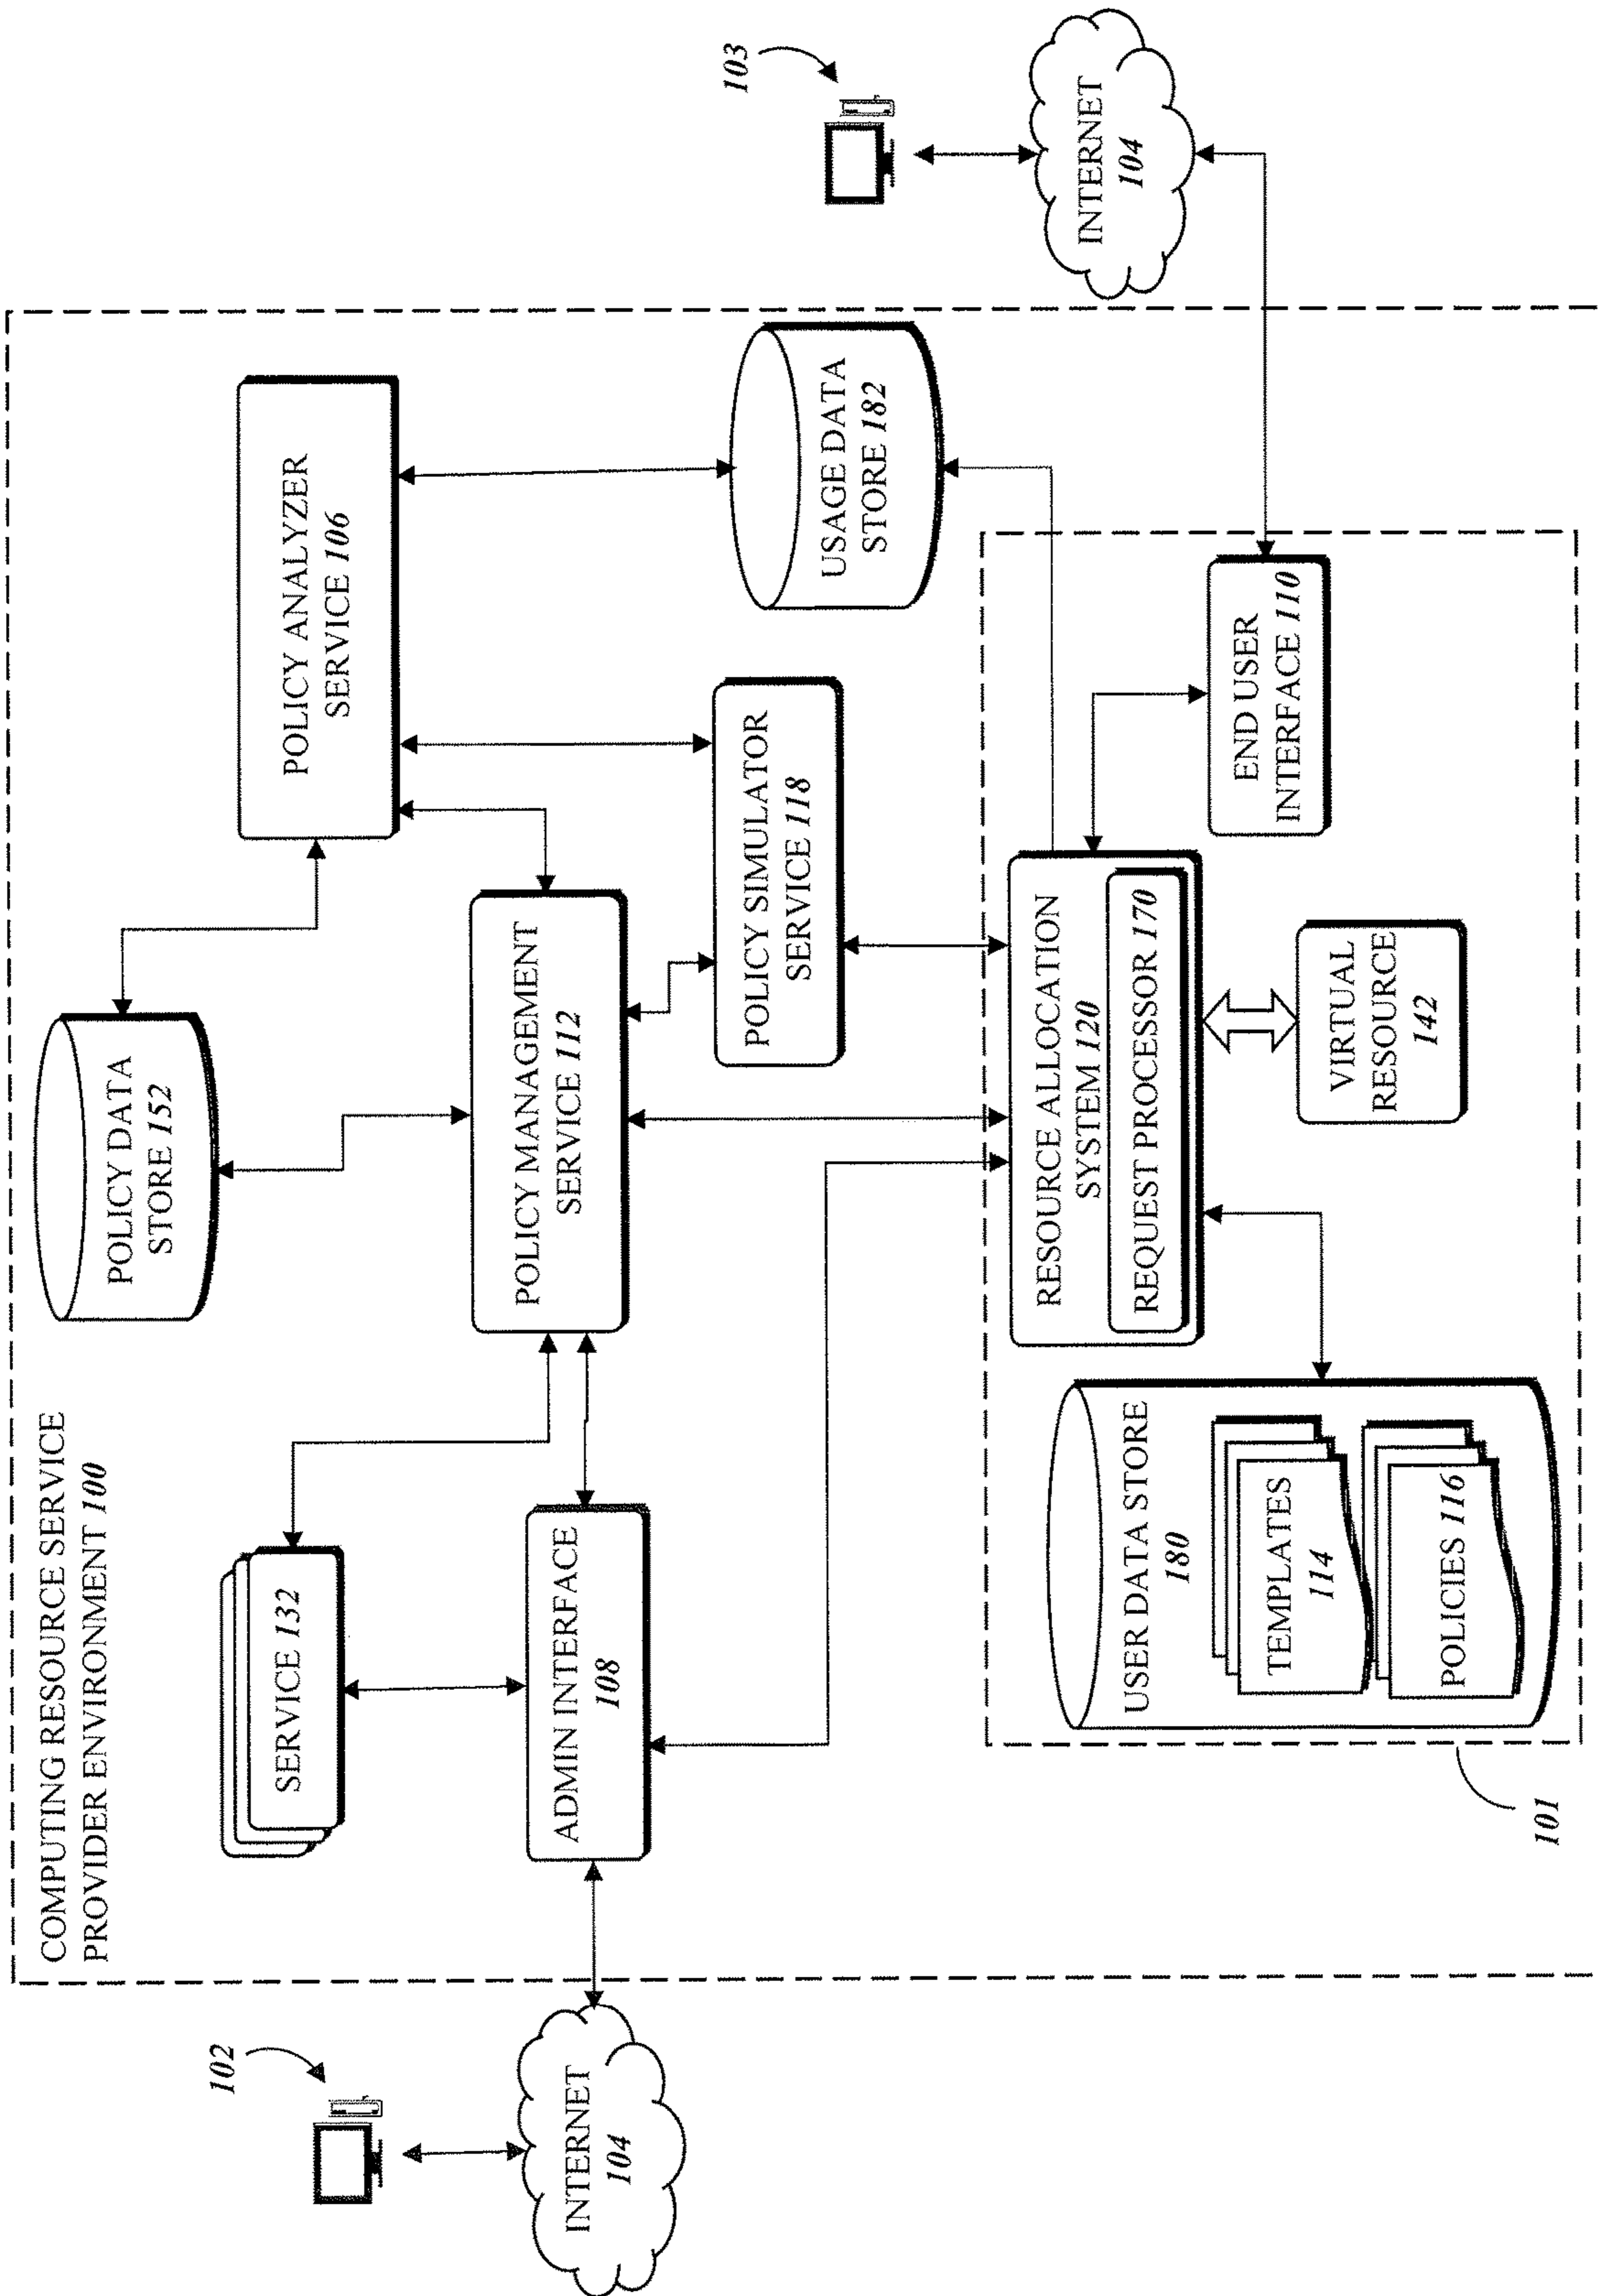 COMPUTING RESOURCE SERVICE
PROVIDER ENVIRONMENT 100
POLICY DATA
STORE 152
POLICY ANALYZER
SERVICE 106
SERVICE 132
102
POLICY MANAGEMENT
SERVICE 112
ADMIN INTERFACE
108
INTERNET
104
POLICY SIMULATOR
SERVICE 118
USAGE DATA
STORE 182
103
INTERNET
104
RESOURCE ALLOCATION
SYSTEM 120
REQUEST PROCESSOR 170
USER DATA STORE
180
TEMPLATES
114
POLICIES 116
END USER
INTERFACE 110
VIRTUAL
RESOURCE
142
101